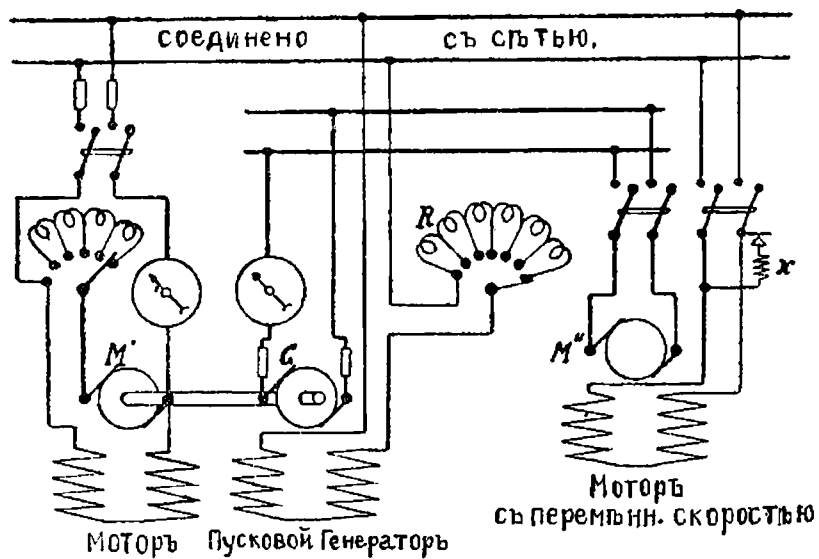 соединено съ сѣтью.
R
x
M'
G
M"
Моторъ
съ перемѣнн. скоростью
Моторъ Пусковой Генераторъ